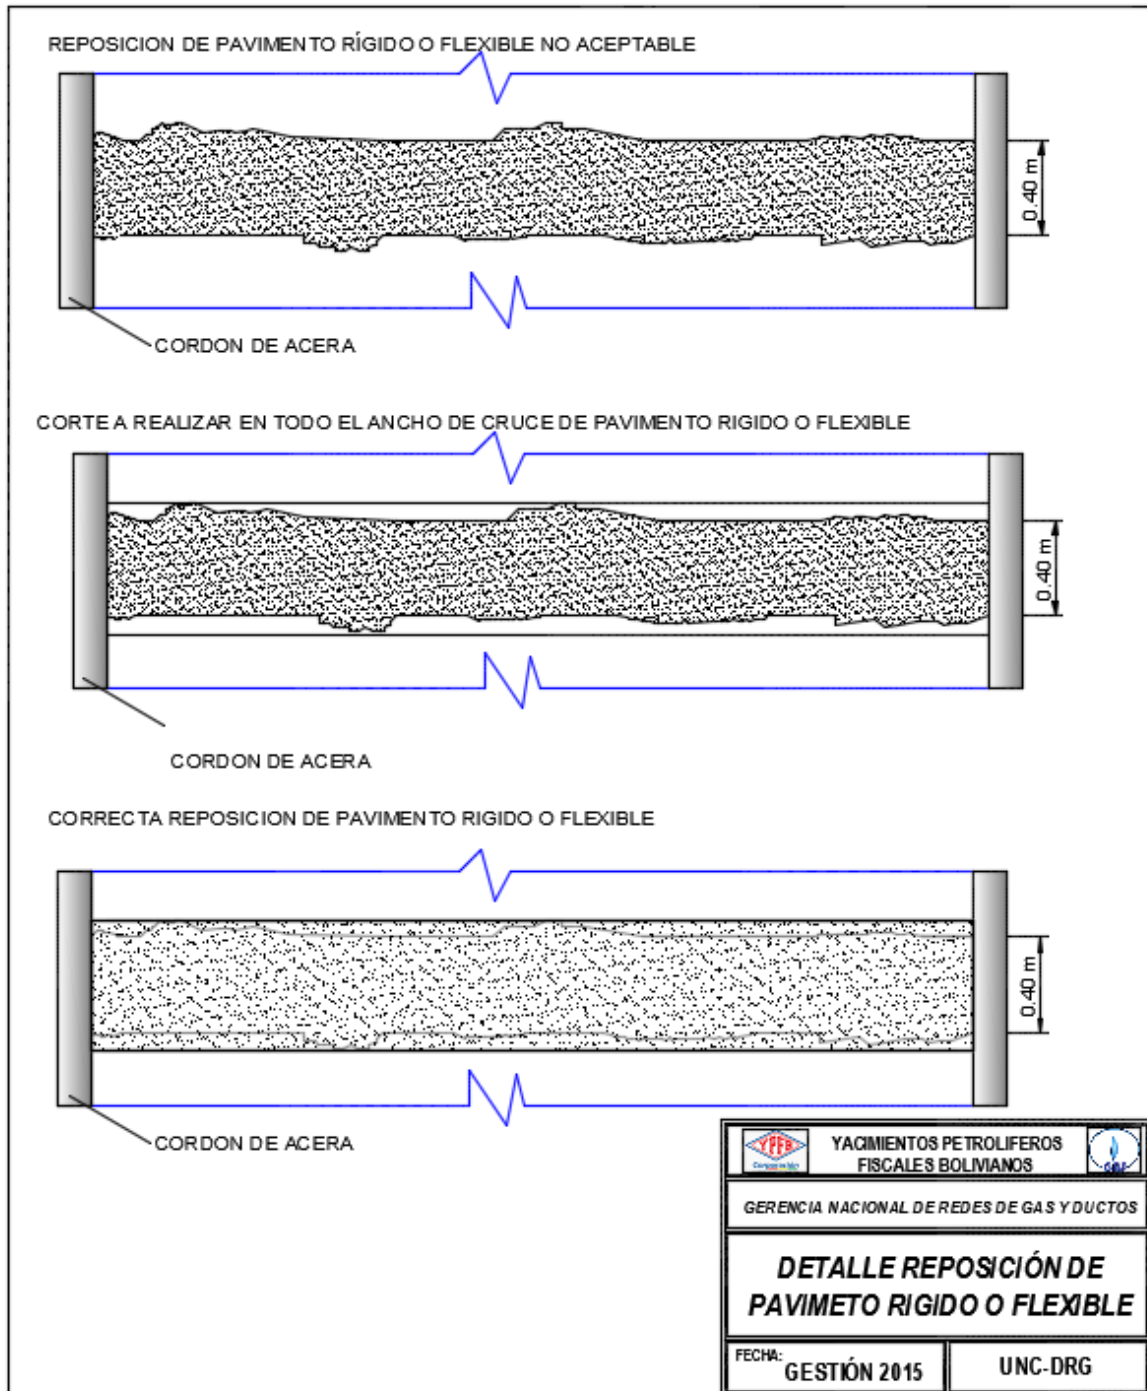 REPOSICION DE PAVIMENTO RÍGIDO O FLEXIBLE NO ACEPTABLE
0.40 m
CORDON DE ACERA
CORTE A REALIZAR EN TODO EL ANCHO DE CRUCE DE PAVIMENTO RIGIDO O FLEXIBLE
0.40 m
CORDON DE ACERA
CORRECTA REPOSICION DE PAVIMENTO RIGIDO O FLEXIBLE
0.40 m
CORDON DE ACERA
YPFB
Corporación
YACIMIENTOS PETROLIFEROS
FISCALES BOLIVIANOS
GERENCIA NACIONAL DE REDES DE GAS Y DUCTOS
DETALLE REPOSICIÓN DE
PAVIMETO RIGIDO O FLEXIBLE
FECHA:
GESTIÓN 2015
UNC-DRG